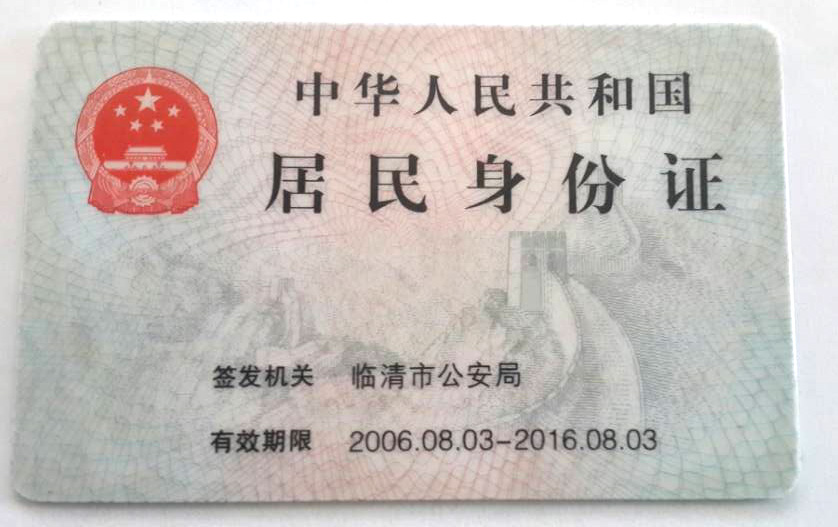 中华人民共和国
居民身份证
签发机关 临清市公安局
有效期限 2006.08.03-2016.08.03